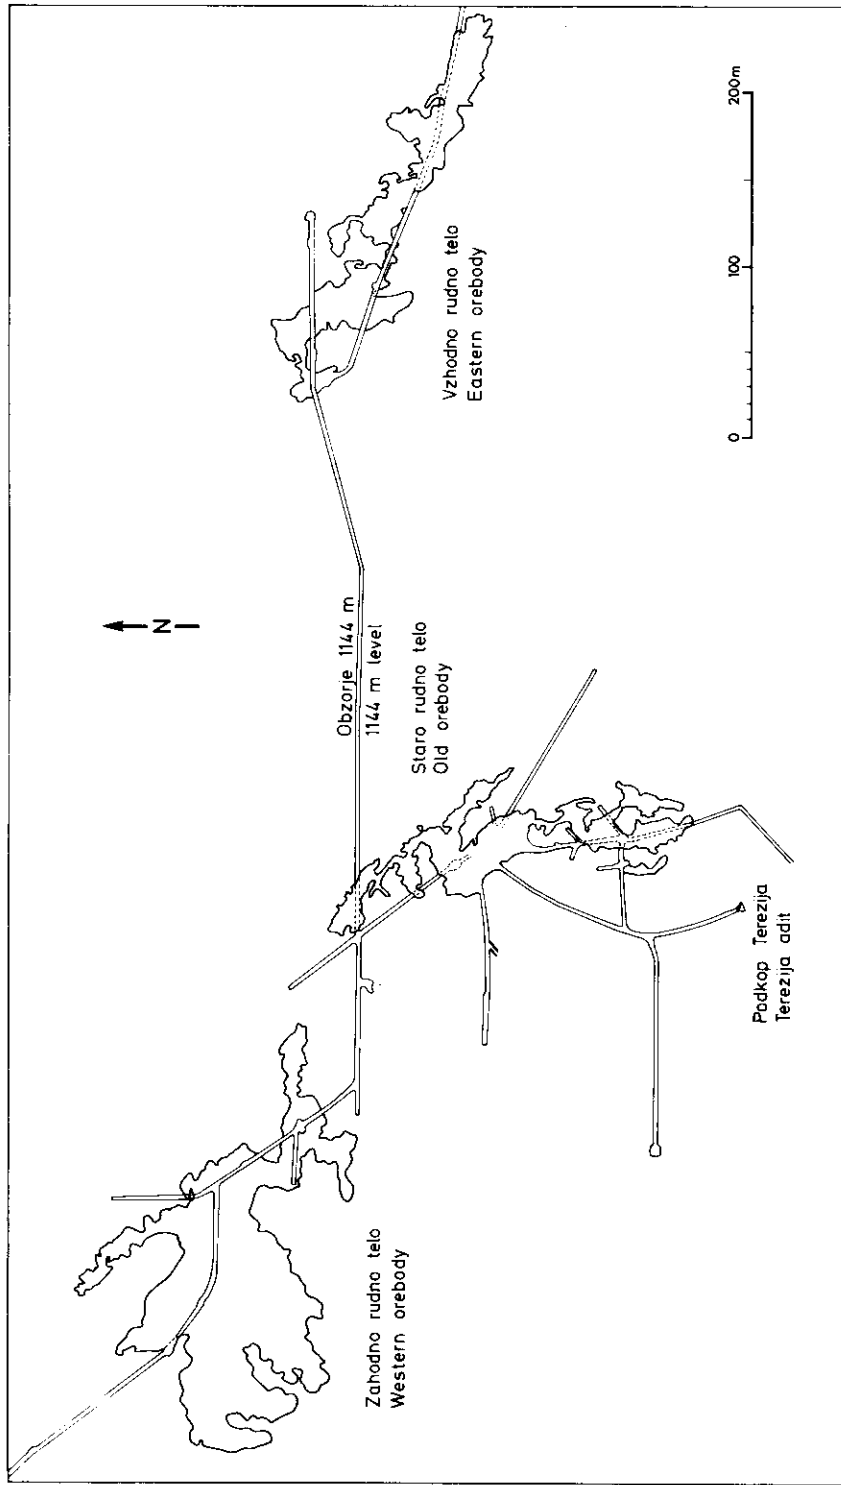 Zahodno rudno telo
Western orebody
N
Obzorje 1144 m
1144 m level
Staro rudno telo
Old orebody
Podkop Terezija
Terezija adit
Vzhodno rudno telo
Eastern orebody
0
100
200m